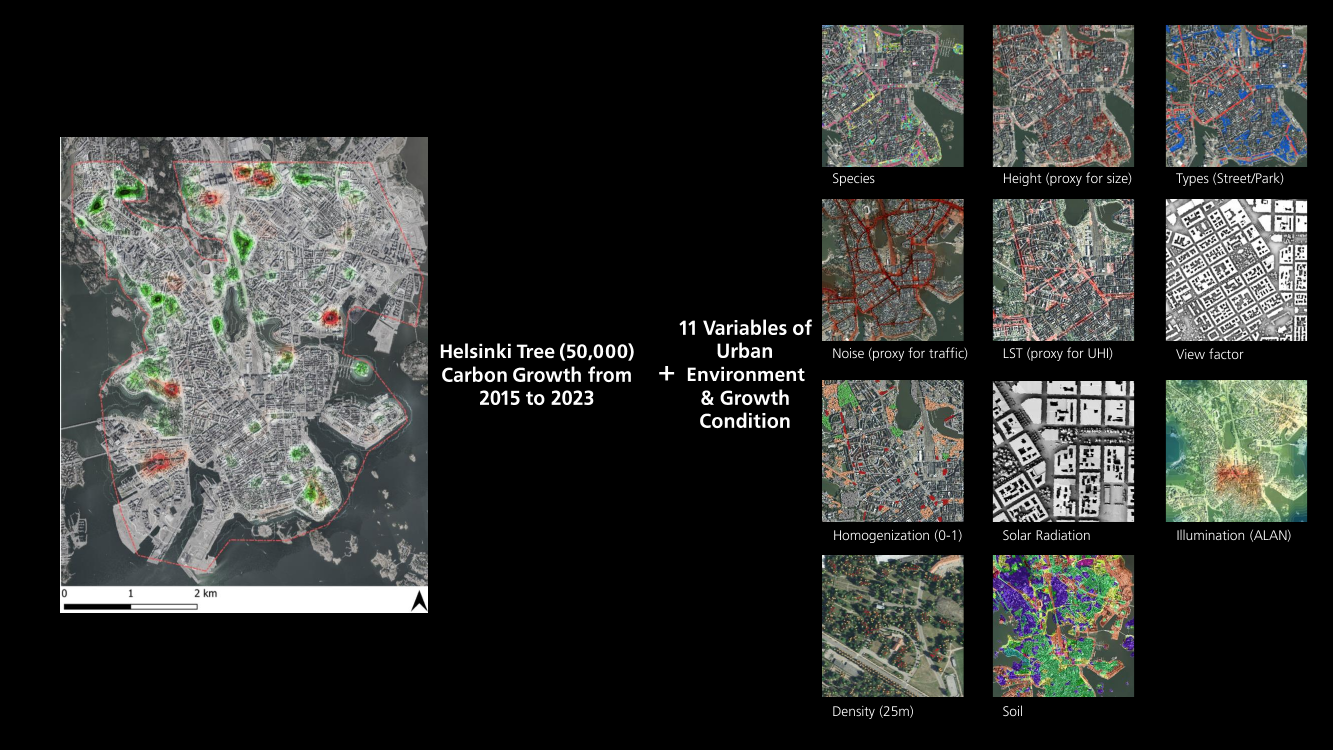 0 1 2 km
Helsinki Tree (50,000)
Carbon Growth from
2015 to 2023
+
11 Variables of
Urban
Environment
& Growth
Condition
Species
Height (proxy for size)
Types (Street/Park)
Noise (proxy for traffic)
LST (proxy for UHI)
View factor
Homogenization (0-1)
Solar Radiation
Illumination (ALAN)
Density (25m)
Soil